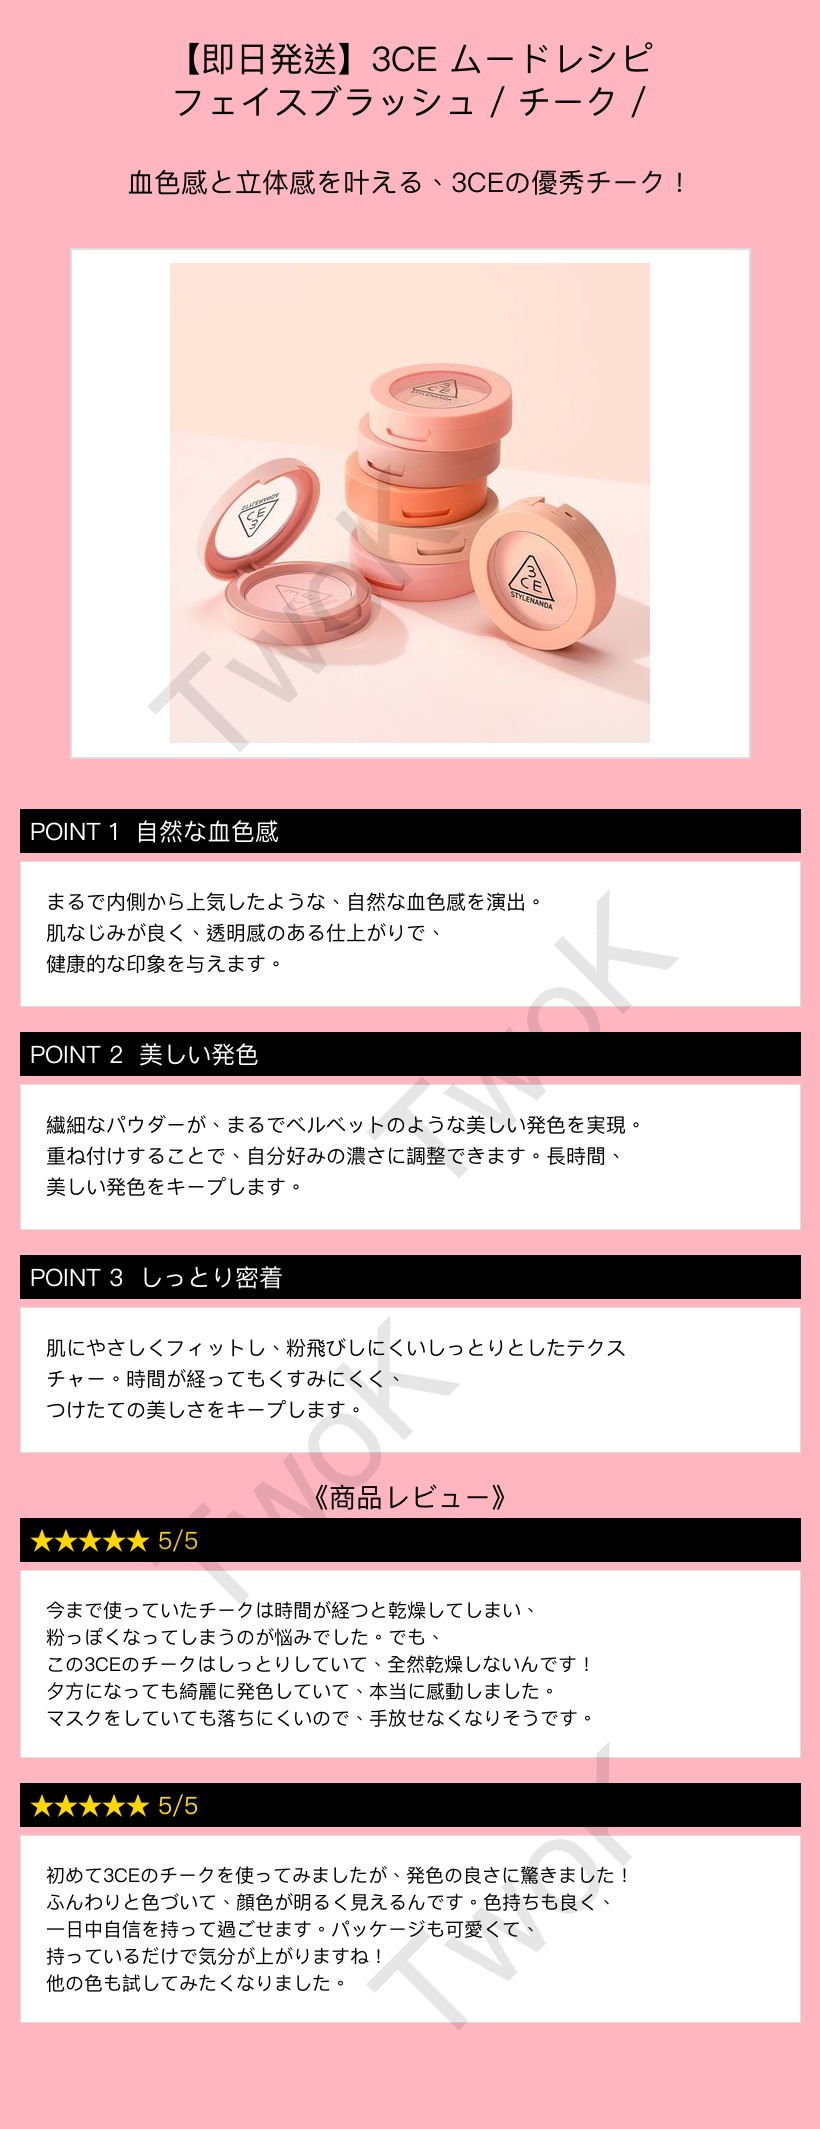 【即日発送】3CE ムードレシピ
フェイスブラッシュ / チーク /
血色感と立体感を叶える、3CEの優秀チーク！
3
CE
STYLENANDA
3
CE
STYLENANDA
3
CE
STYLENANDA
TwoK
POINT 1 自然な血色感
まるで内側から上気したような、自然な血色感を演出。
肌なじみが良く、透明感のある仕上がりで、
健康的な印象を与えます。
TwoK
POINT 2 美しい発色
繊細なパウダーが、まるでベルベットのような美しい発色を実現。
重ね付けすることで、自分好みの濃さに調整できます。長時間、
美しい発色をキープします。
POINT 3 しっとり密着
肌にやさしくフィットし、粉飛びしにくいしっとりとしたテクス
チャー。時間が経ってもくすみにくく、
つけたての美しさをキープします。
TwoK
《商品レビュー》
★★★★★ 5/5
今まで使っていたチークは時間が経つと乾燥してしまい、
粉っぽくなってしまうのが悩みでした。でも、
この3CEのチークはしっとりしていて、全然乾燥しないんです！
夕方になっても綺麗に発色していて、本当に感動しました。
マスクをしていても落ちにくいので、手放せなくなりそうです。
★★★★★ 5/5
初めて3CEのチークを使ってみましたが、発色の良さに驚きました！
ふんわりと色づいて、顔色が明るく見えるんです。色持ちも良く、
一日中自信を持って過ごせます。パッケージも可愛くて、
持っているだけで気分が上がりますね！
他の色も試してみたくなりました。
TwoK